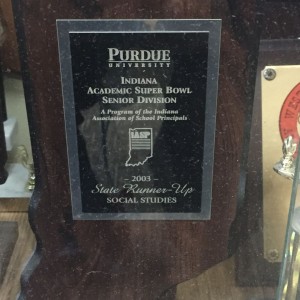 PURDUE
UNIVERSITY
INDIANA
ACADEMIC SUPER BOWL
SENIOR DIVISION
A Program of the Indiana
Association of School Principals
IASP
– 2003 –
State Runner-Up
SOCIAL STUDIES